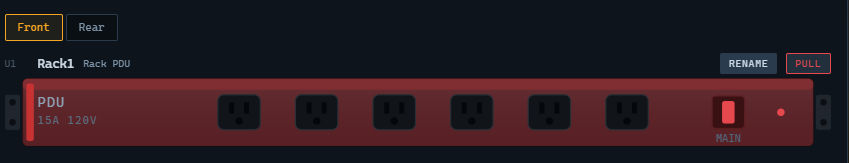 Front Rear
U1 Rack1 Rack PDU RENAME PULL
PDU
15A 120V
MAIN